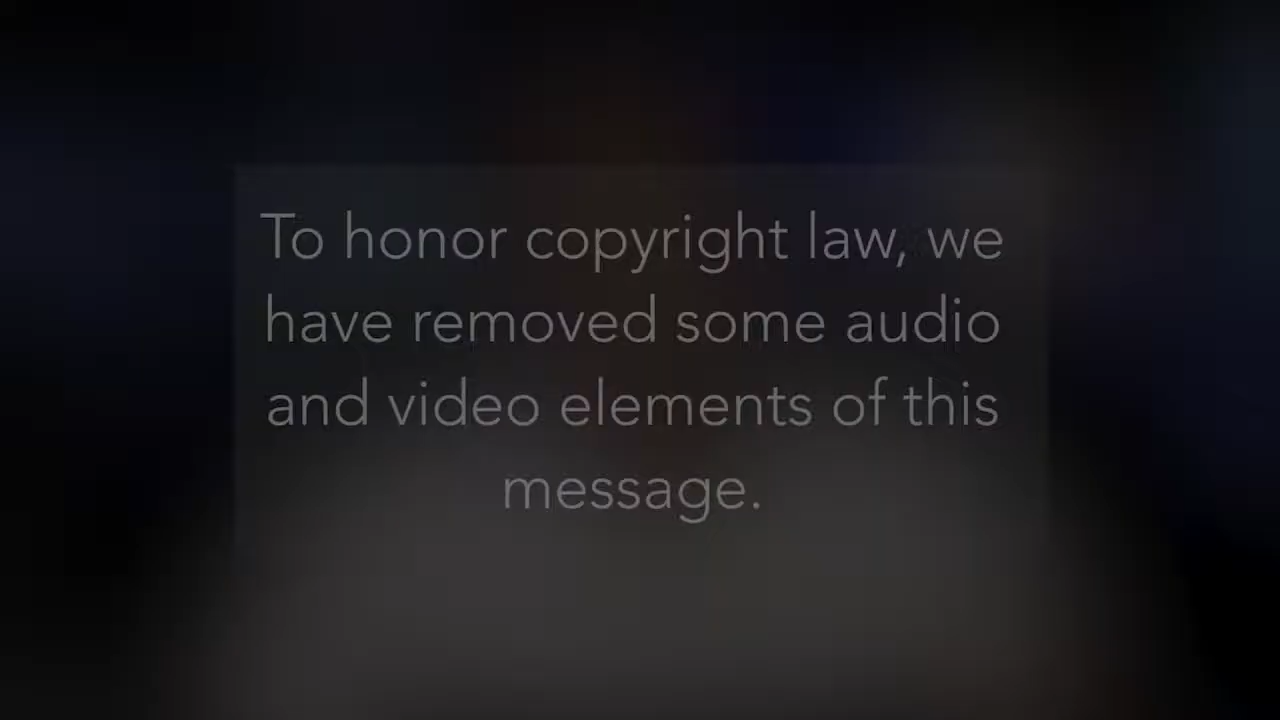 To honor copyright law, we
have removed some audio
and video elements of this
message.